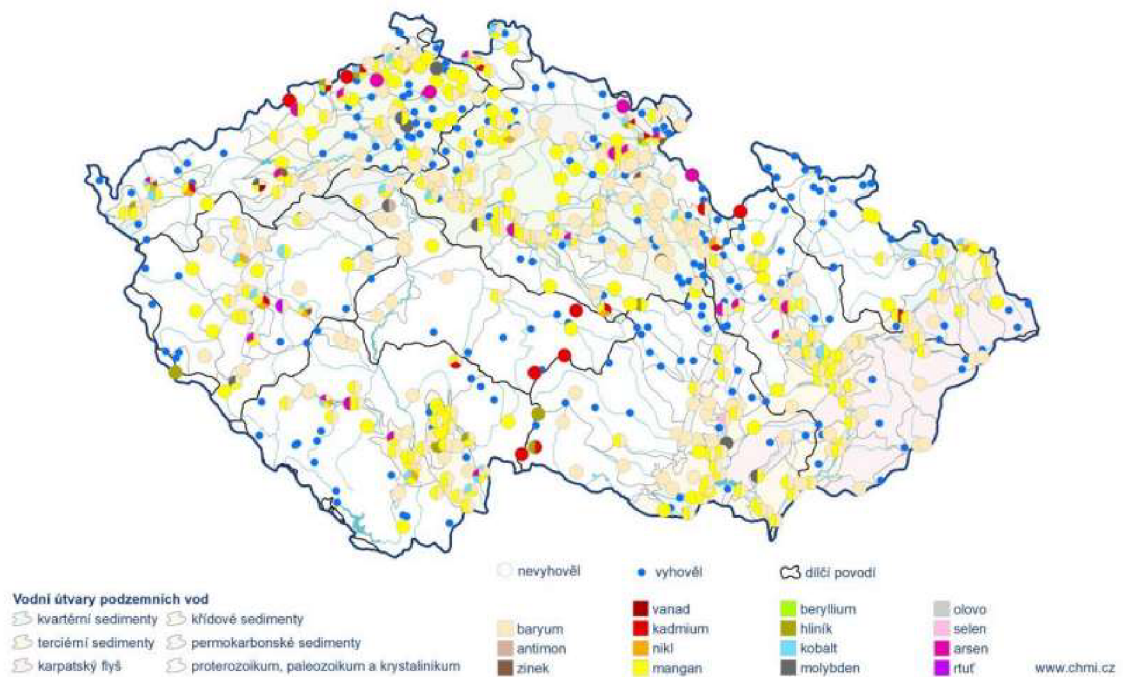 nevyhověl vyhověl dílčí povodí
Vodní útvary podzemních vod
kvartérní sedimenty křídové sedimenty
terciérní sedimenty permokarbonské sedimenty
karpatský flyš proterozoikum, paleozoikum a krystalinikum
vanad beryllium olovo
baryum kadmium hliník selen
antimon nikl kobalt arsen
zinek mangan molybden rtuť
www.chmi.cz